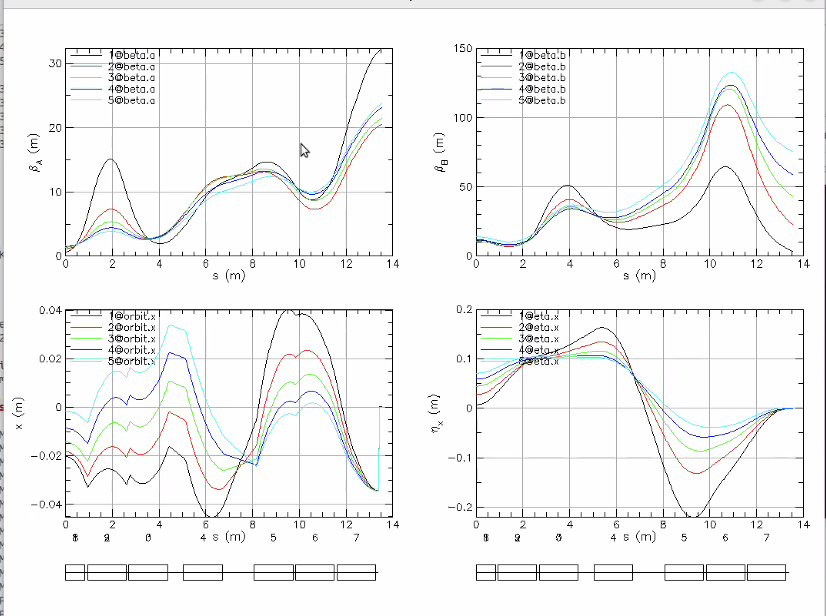 1@beta.a
2@beta.a
3@beta.a
4@beta.a
5@beta.a
30
20
10
0
β_A (m)
0 2 4 6 8 10 12 14
s (m)
1@beta.b
2@beta.b
3@beta.b
4@beta.b
5@beta.b
150
100
50
0
β_B (m)
0 2 4 6 8 10 12 14
s (m)
1@orbit.x
2@orbit.x
3@orbit.x
4@orbit.x
5@orbit.x
0.04
0.02
0
−0.02
−0.04
x (m)
0 2 4 6 8 10 12 14
4 s (m) 5 6 7
1@eta.x
2@eta.x
3@eta.x
4@eta.x
5@eta.x
0.2
0.1
0
−0.1
−0.2
η_x (m)
0 2 4 6 8 10 12 14
4 s (m) 5 6 7